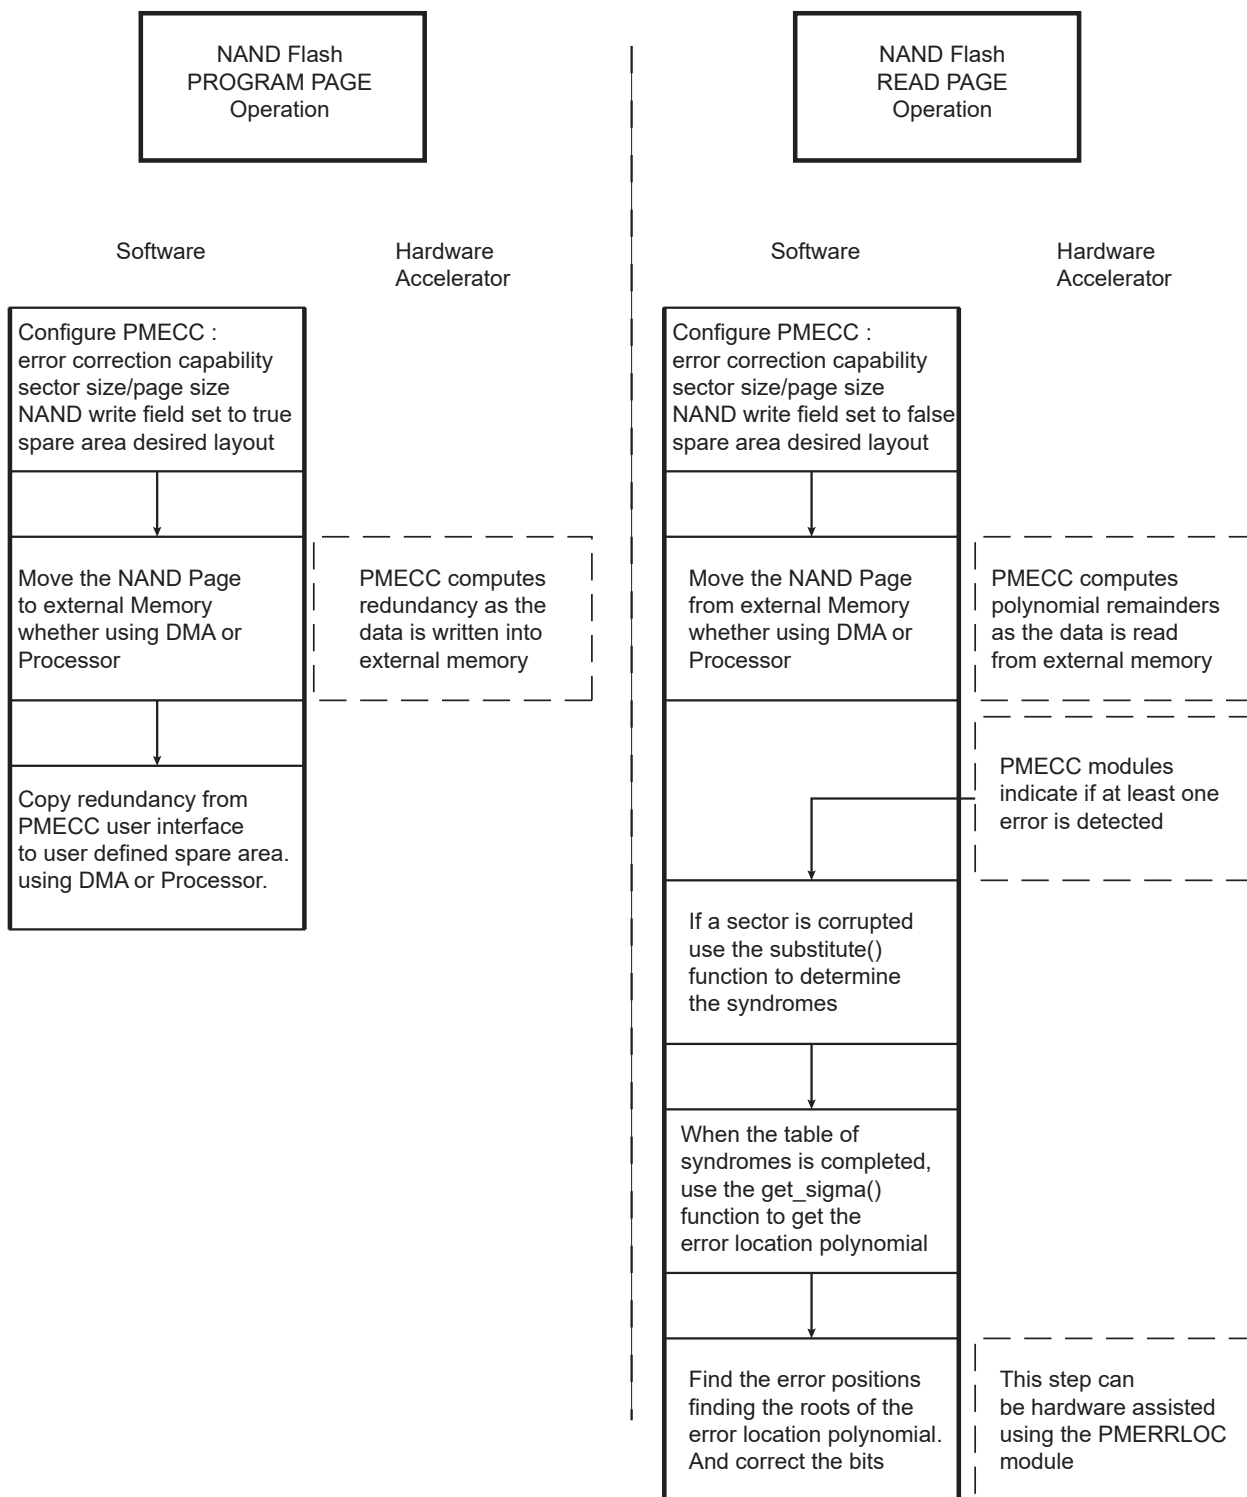 NAND Flash
PROGRAM PAGE
Operation
Software
Hardware
Accelerator
Configure PMECC :
error correction capability
sector size/page size
NAND write field set to true
spare area desired layout
Move the NAND Page
to external Memory
whether using DMA or
Processor
PMECC computes
redundancy as the
data is written into
external memory
Copy redundancy from
PMECC user interface
to user defined spare area.
using DMA or Processor.
NAND Flash
READ PAGE
Operation
Software
Hardware
Accelerator
Configure PMECC :
error correction capability
sector size/page size
NAND write field set to false
spare area desired layout
Move the NAND Page
from external Memory
whether using DMA or
Processor
PMECC computes
polynomial remainders
as the data is read
from external memory
PMECC modules
indicate if at least one
error is detected
If a sector is corrupted
use the substitute()
function to determine
the syndromes
When the table of
syndromes is completed,
use the get_sigma()
function to get the
error location polynomial
Find the error positions
finding the roots of the
error location polynomial.
And correct the bits
This step can
be hardware assisted
using the PMERRLOC
module